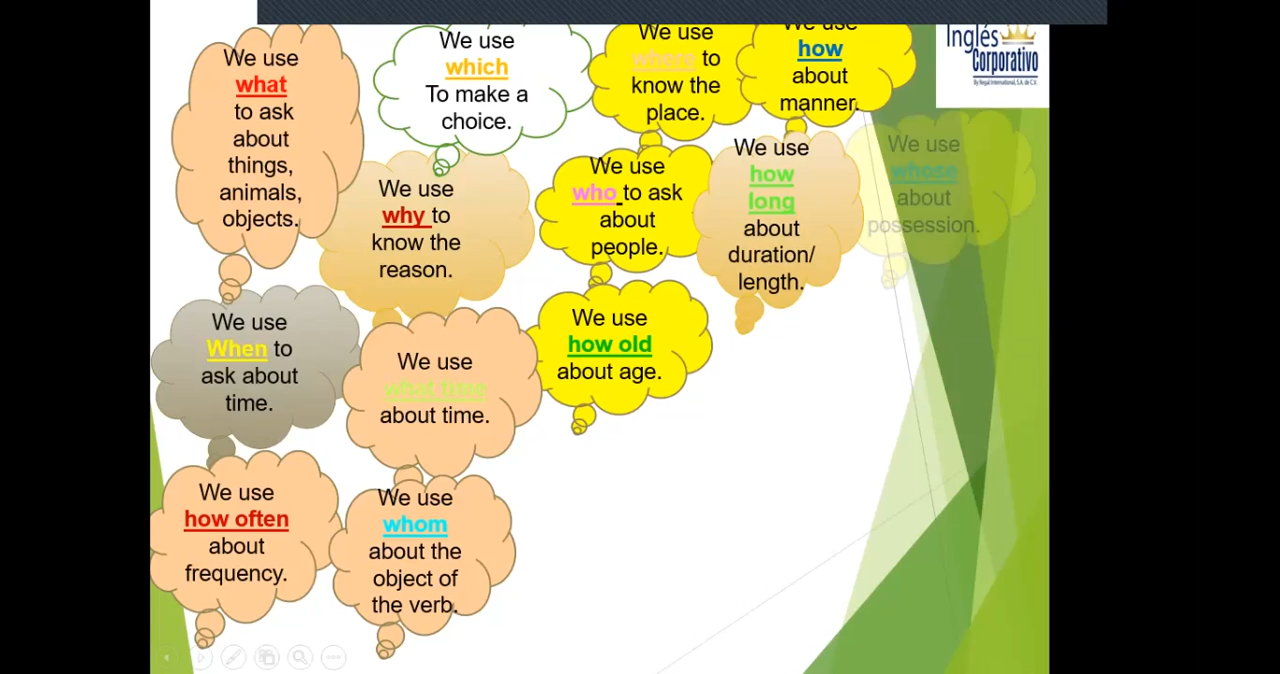 We use
what
to ask
about
things,
animals,
objects.
We use
which
To make a
choice.
We use
where to
know the
place.
We use
how
about
manner.
Inglés
Corporativo
By Regal International, S.A. de C.V.
We use
why to
know the
reason.
We use
who to ask
about
people.
We use
how
long
about
duration/
length.
We use
whose
about
possession.
We use
When to
ask about
time.
We use
what time
about time.
We use
how old
about age.
We use
how often
about
frequency.
We use
whom
about the
object of
the verb.